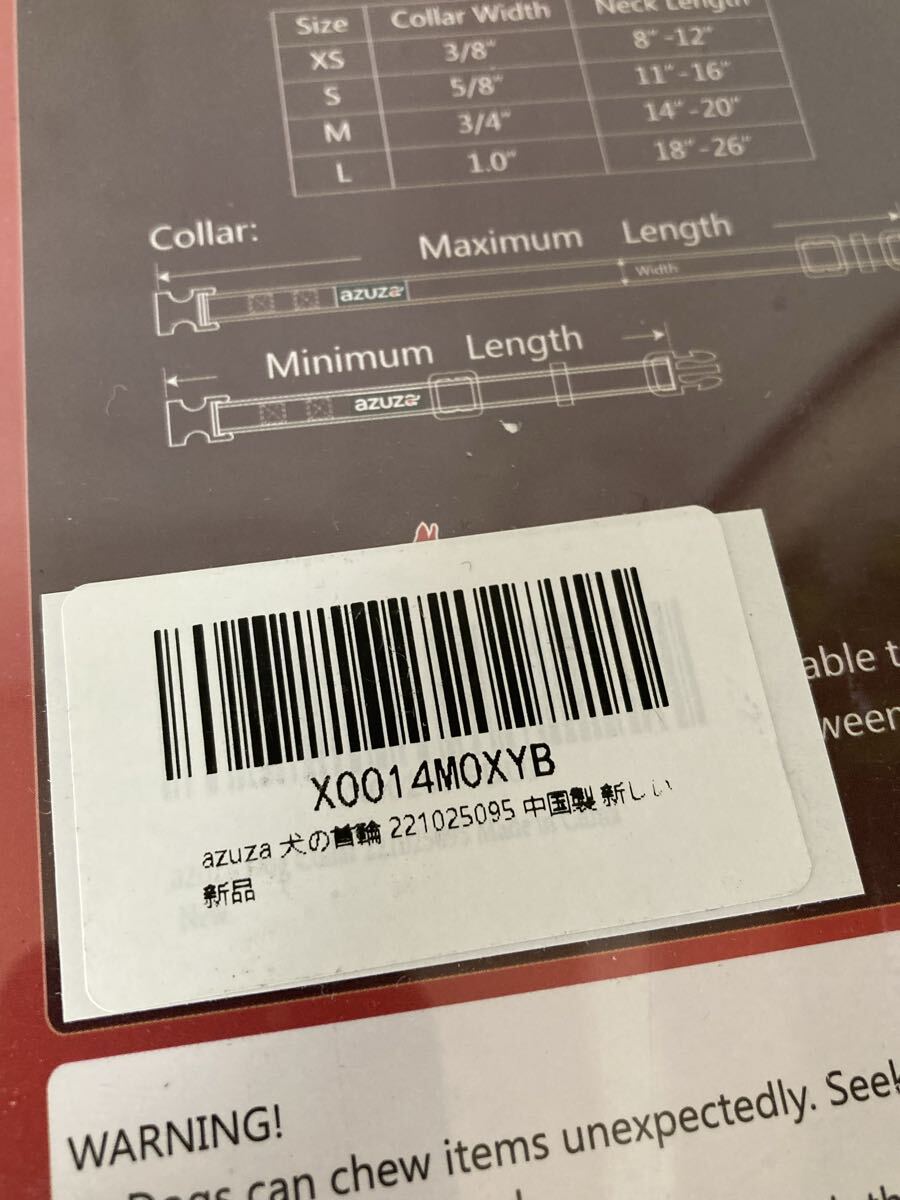 Size Collar Width Neck Length
XS 3/8" 8"-12"
S 5/8" 11"-16"
M 3/4" 14"-20"
L 1.0" 18"-26"
Collar:
Maximum Length
Width
azuza
Minimum Length
azuza
able t
ween
X0014M0XYB
azuza 犬の首輪 221025095 中国製 新しい
新品
WARNING!
Dogs can chew items unexpectedly. Seek